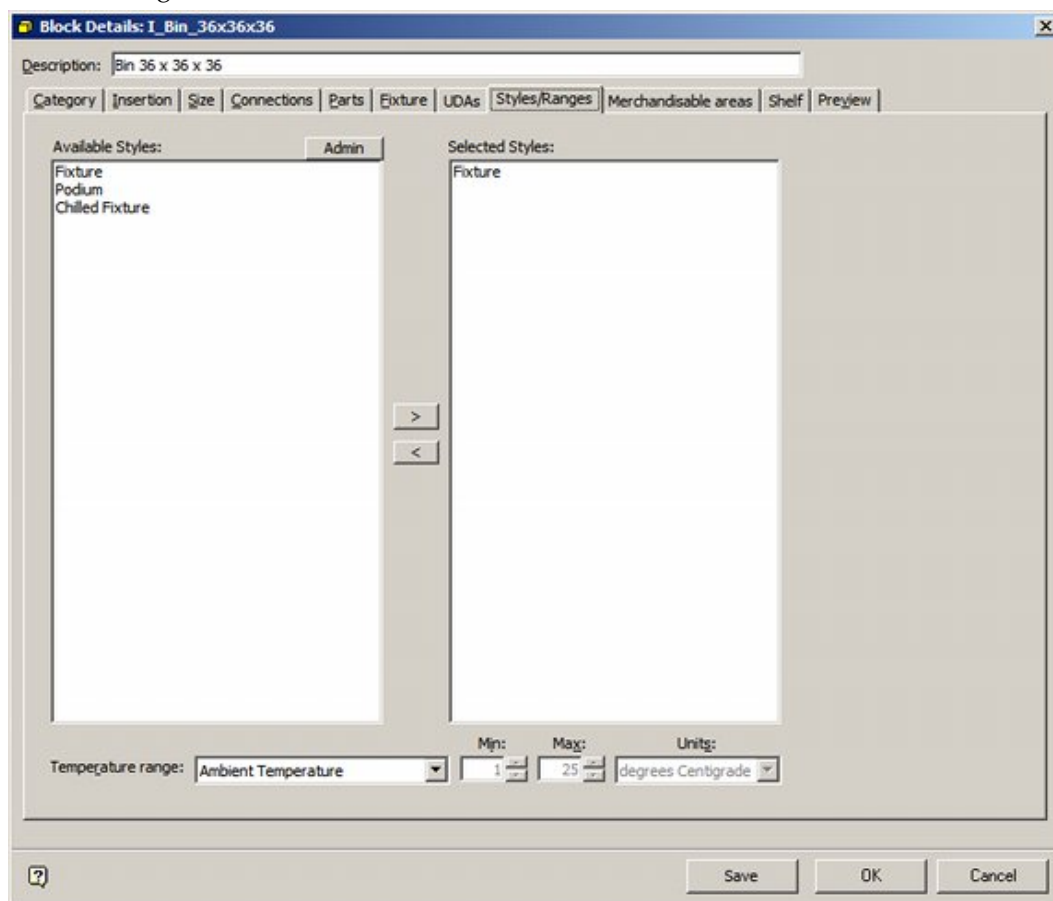 Block Details: I_Bin_36x36x36
Description: Bin 36 x 36 x 36
Category Insertion Size Connections Parts Fixture UDAs Styles/Ranges Merchandisable areas Shelf Preview
Available Styles: Admin Selected Styles:
Fixture Fixture
Podium
Chilled Fixture
>
<
Min: Max: Units:
Temperature range: Ambient Temperature 1 25 degrees Centigrade
? Save OK Cancel